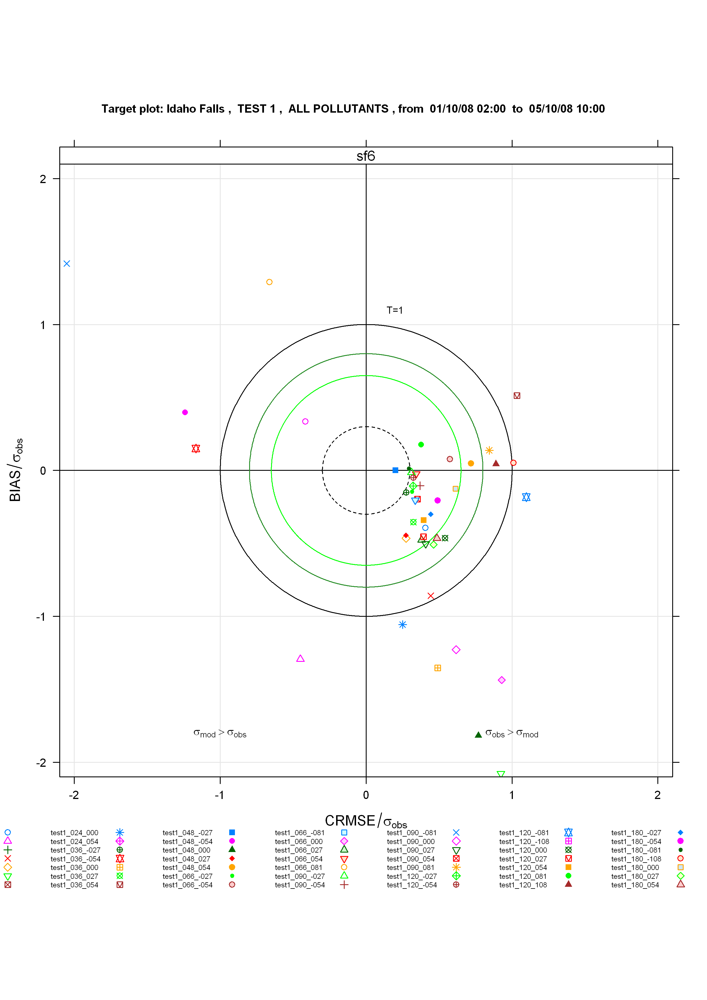 Target plot: Idaho Falls , TEST 1 , ALL POLLUTANTS , from 01/10/08 02:00 to 05/10/08 10:00
sf6
2
1
0
-1
-2
BIAS/σobs
T=1
σmod > σobs
σobs > σmod
-2 -1 0 1 2
CRMSE/σobs
test1_024_000 test1_048_-027 test1_066_-081 test1_090_-081 test1_120_-081 test1_180_-027
test1_024_054 test1_048_-054 test1_066_000 test1_090_000 test1_120_-108 test1_180_-054
test1_036_-027 test1_048_000 test1_066_027 test1_090_027 test1_120_000 test1_180_-081
test1_036_-054 test1_048_027 test1_066_054 test1_090_054 test1_120_027 test1_180_-108
test1_036_000 test1_048_054 test1_066_081 test1_090_081 test1_120_054 test1_180_000
test1_036_027 test1_066_-027 test1_090_-027 test1_120_-027 test1_120_081 test1_180_027
test1_036_054 test1_066_-054 test1_090_-054 test1_120_-054 test1_120_108 test1_180_054